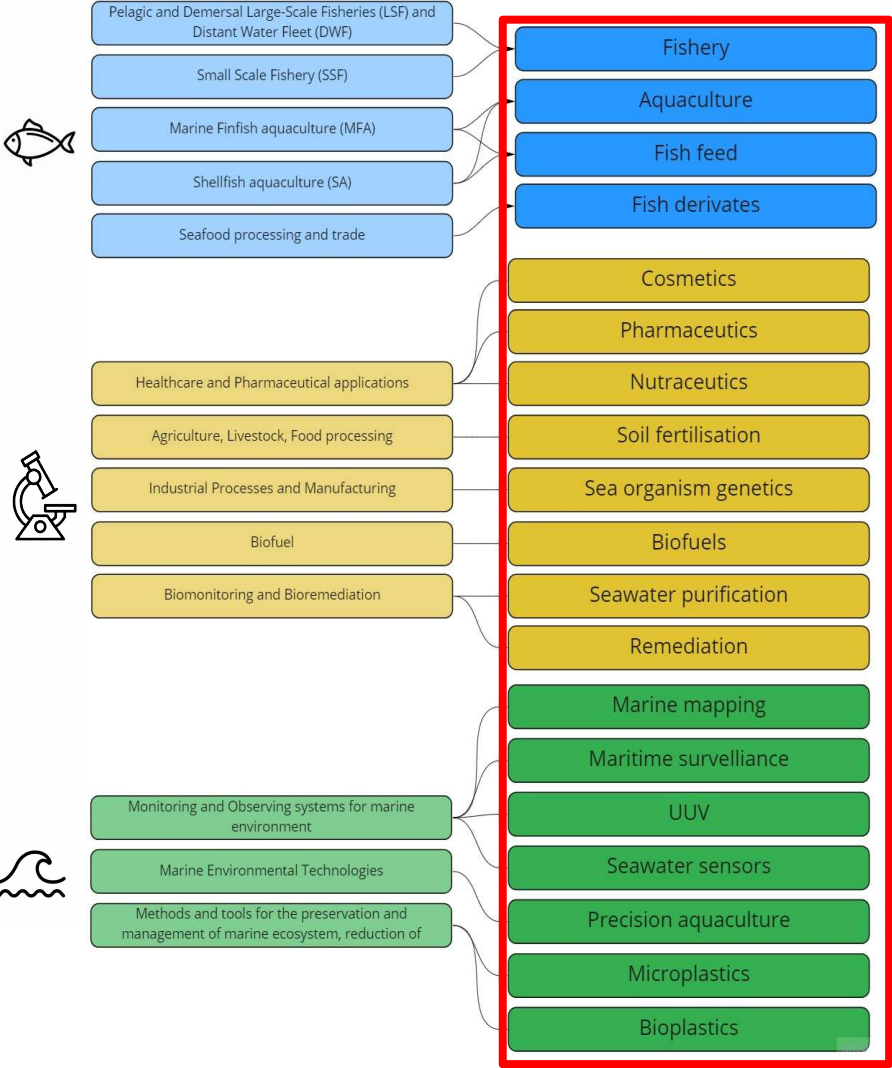 Pelagic and Demersal Large-Scale Fisheries (LSF) and
Distant Water Fleet (DWF)
Small Scale Fishery (SSF)
Marine Finfish aquaculture (MFA)
Shellfish aquaculture (SA)
Seafood processing and trade
Fishery
Aquaculture
Fish feed
Fish derivates
Healthcare and Pharmaceutical applications
Agriculture, Livestock, Food processing
Industrial Processes and Manufacturing
Biofuel
Biomonitoring and Bioremediation
Cosmetics
Pharmaceutics
Nutraceutics
Soil fertilisation
Sea organism genetics
Biofuels
Seawater purification
Remediation
Monitoring and Observing systems for marine
environment
Marine Environmental Technologies
Methods and tools for the preservation and
management of marine ecosystem, reduction of
Marine mapping
Maritime survelliance
UUV
Seawater sensors
Precision aquaculture
Microplastics
Bioplastics